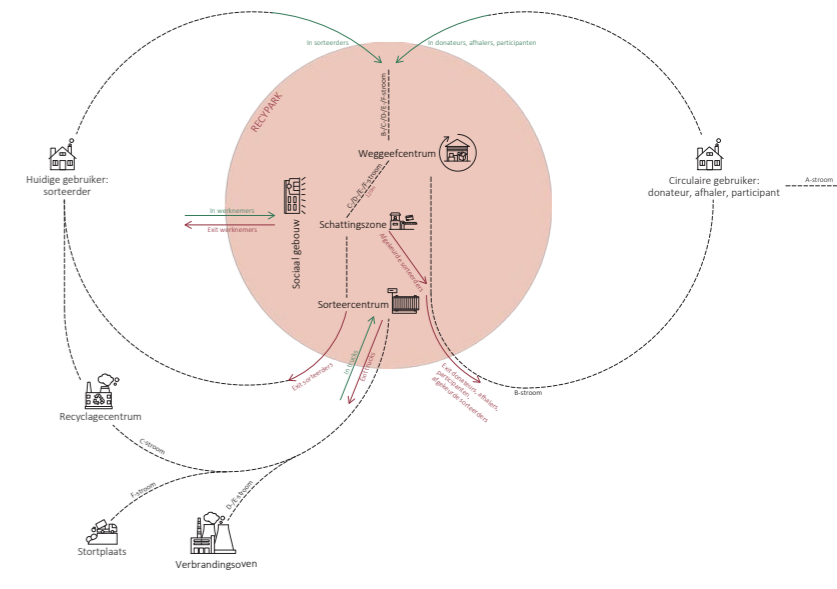 In sorteerders
In donateurs, afhalers, participanten
RECYPARK
B-/C-/D-/E-/F-stroom
Weggeefcentrum
Huidige gebruiker:
sorteerder
Circulaire gebruiker:
donateur, afhaler, participant
A-stroom
C-/D-/E-/F-stroom
In werknemers
Exit werknemers
Sociaal gebouw
Schattingszone
Afgekeurde sorteerders
Sorteercentrum
Exit sorteerders
In trucks
Exit trucks
Exit donateurs, afhalers,
participanten,
afgekeurde sorteerders
B-stroom
Recyclagecentrum
C-stroom
F-stroom
D-/E-stroom
Stortplaats
Verbrandingsoven